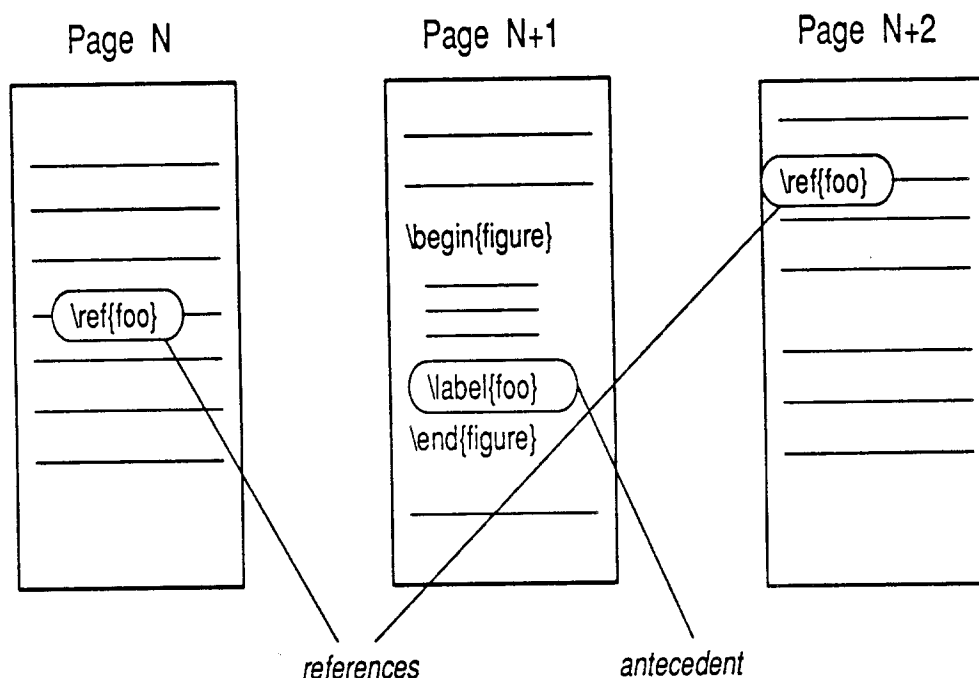 Page N
Page N+1
Page N+2
\ref{foo}
\begin{figure}
\label{foo}
\end{figure}
\ref{foo}
references
antecedent